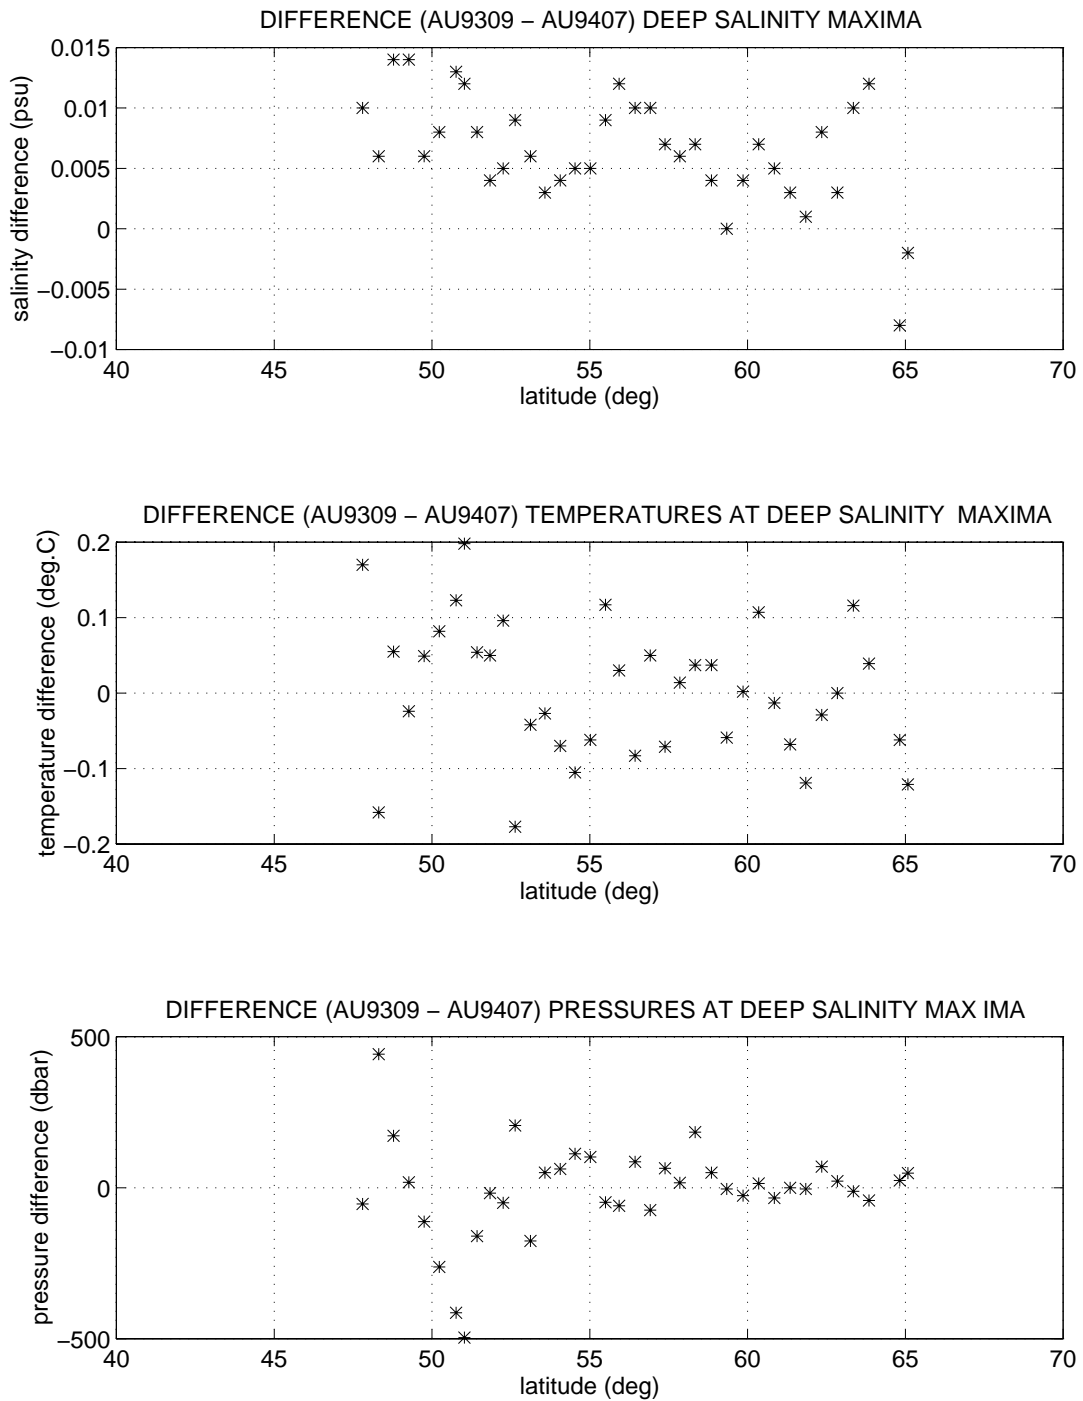 DIFFERENCE (AU9309 − AU9407) DEEP SALINITY MAXIMA
salinity difference (psu)
0.015
0.01
0.005
0
−0.005
−0.01
40 45 50 55 60 65 70
latitude (deg)
DIFFERENCE (AU9309 − AU9407) TEMPERATURES AT DEEP SALINITY  MAXIMA
temperature difference (deg.C)
0.2
0.1
0
−0.1
−0.2
40 45 50 55 60 65 70
latitude (deg)
DIFFERENCE (AU9309 − AU9407) PRESSURES AT DEEP SALINITY MAX IMA
pressure difference (dbar)
500
0
−500
40 45 50 55 60 65 70
latitude (deg)